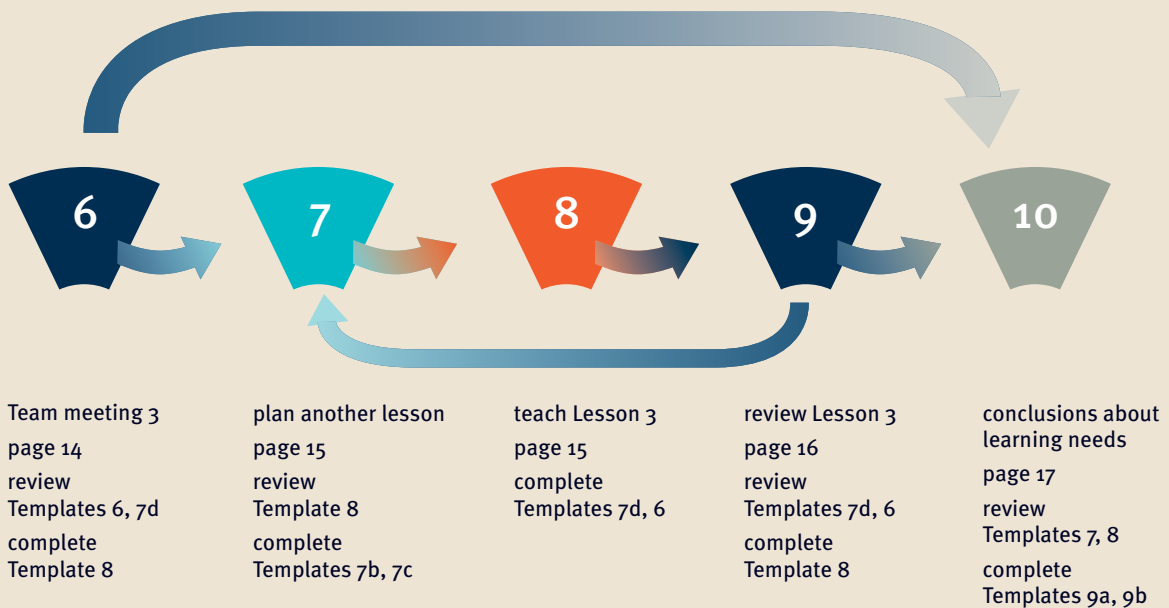 6
7
8
9
10
Team meeting 3
page 14
review
Templates 6, 7d
complete
Template 8
plan another lesson
page 15
review
Template 8
complete
Templates 7b, 7c
teach Lesson 3
page 15
complete
Templates 7d, 6
review Lesson 3
page 16
review
Templates 7d, 6
complete
Template 8
conclusions about
learning needs
page 17
review
Templates 7, 8
complete
Templates 9a, 9b